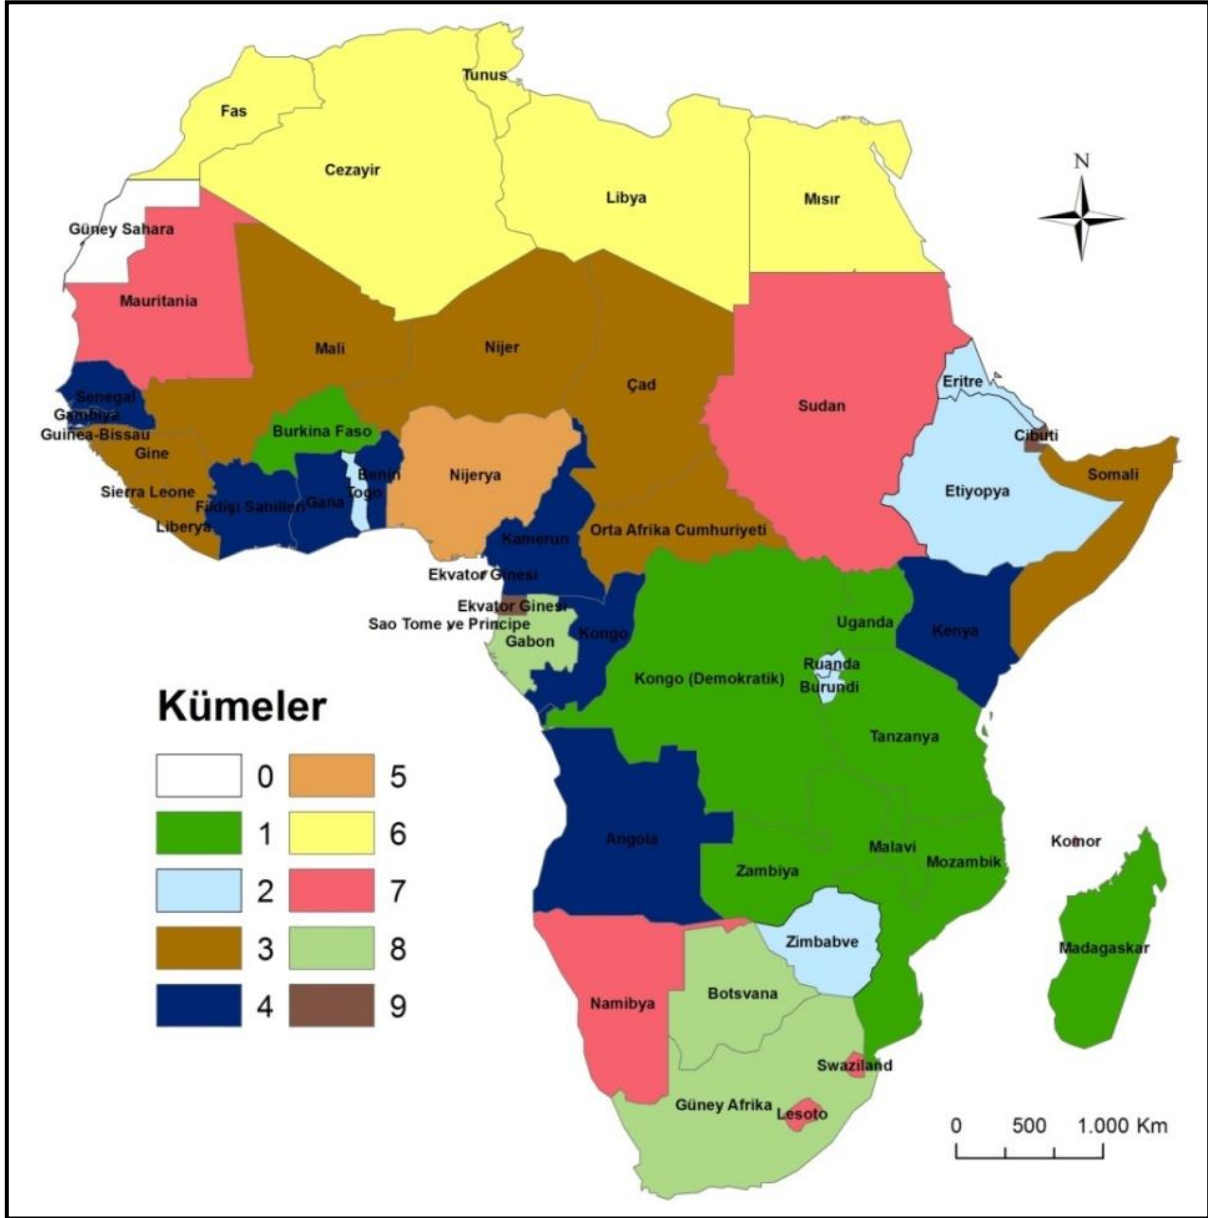 Tunus
Fas
Cezayir
Libya
Mısır
N
Güney Sahara
Mauritania
Mali
Nijer
Çad
Sudan
Eritre
Senegal
Gambiya
Guinea-Bissau
Gine
Burkina Faso
Cibuti
Somali
Sierra Leone
Liberya
Fildişi Sahilleri
Gana
Togo
Benin
Nijerya
Etiyopya
Orta Afrika Cumhuriyeti
Kamerun
Ekvator Ginesi
Ekvator Ginesi
Sao Tome ve Principe
Gabon
Kongo
Uganda
Kenya
Ruanda
Burundi
Kongo (Demokratik)
Tanzanya
Angola
Zambiya
Malavi
Mozambik
Komor
Madagaskar
Zimbabve
Namibya
Botsvana
Swaziland
Güney Afrika
Lesoto
Kümeler
0 5
1 6
2 7
3 8
4 9
0 500 1.000 Km